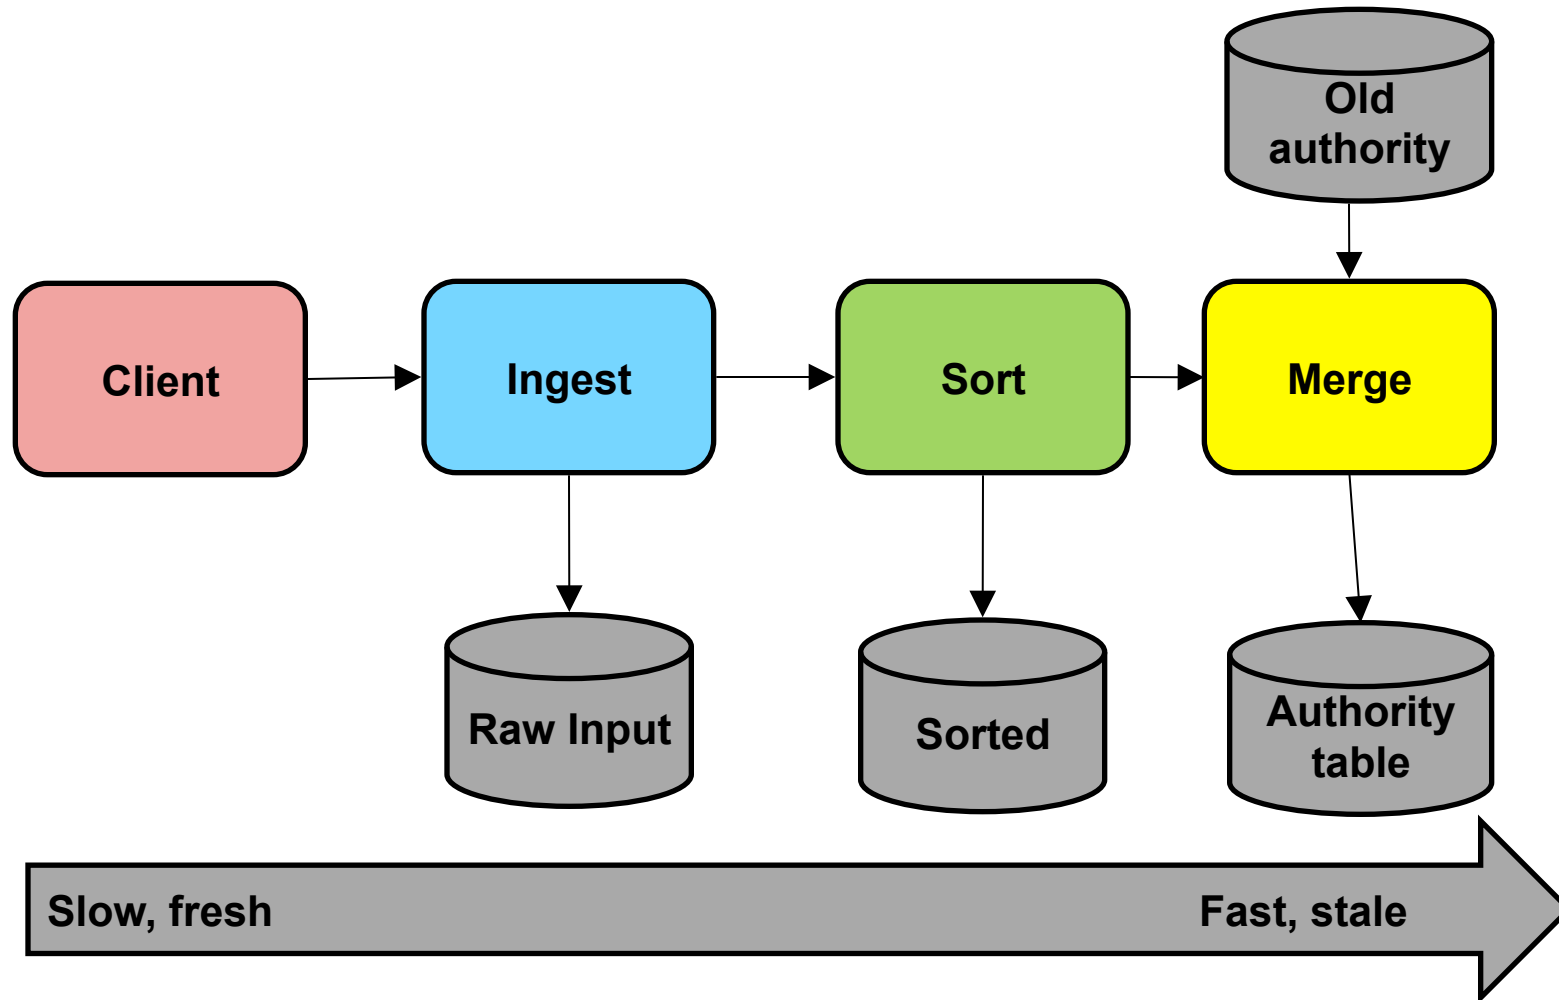 Old
authority
Client
Ingest
Sort
Merge
Raw Input
Sorted
Authority
table
Slow, fresh
Fast, stale